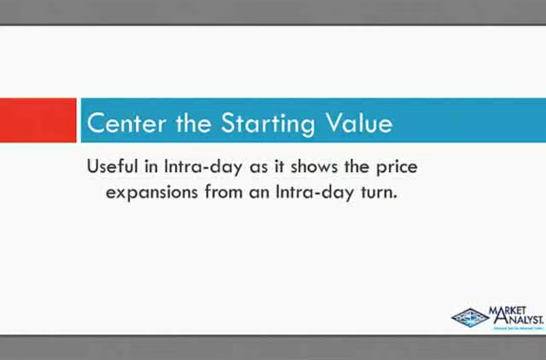 Center the Starting Value
Useful in Intra-day as it shows the price
expansions from an Intra-day turn.
MARKET
ANALYST